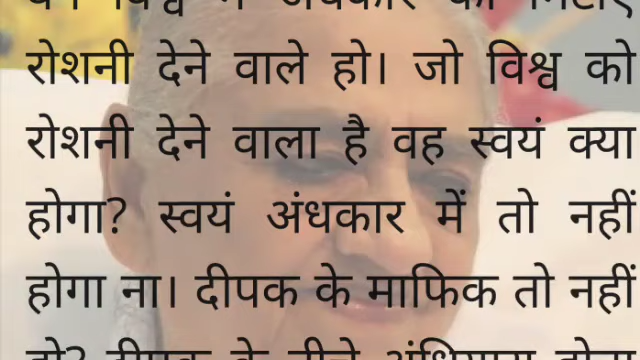 रोशनी देने वाले हो। जो विश्व को
रोशनी देने वाला है वह स्वयं क्या
होगा? स्वयं अंधकार में तो नहीं
होगा ना। दीपक के माफिक तो नहीं